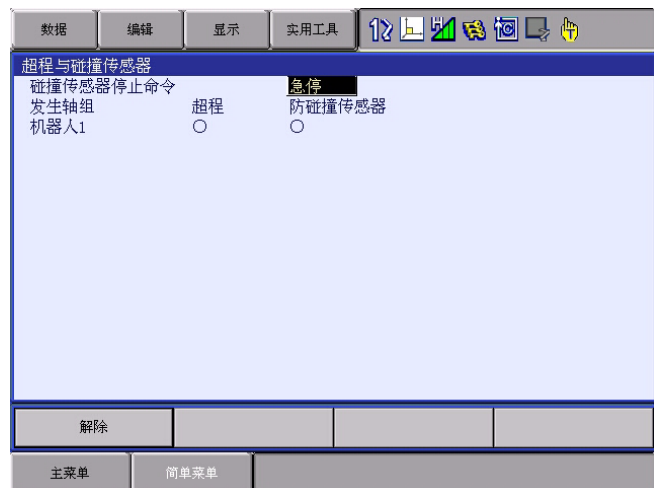 数据 编辑 显示 实用工具
超程与碰撞传感器
碰撞传感器停止命令 急停
发生轴组 超程 防碰撞传感器
机器人1 ○ ○
解除
主菜单 简单菜单